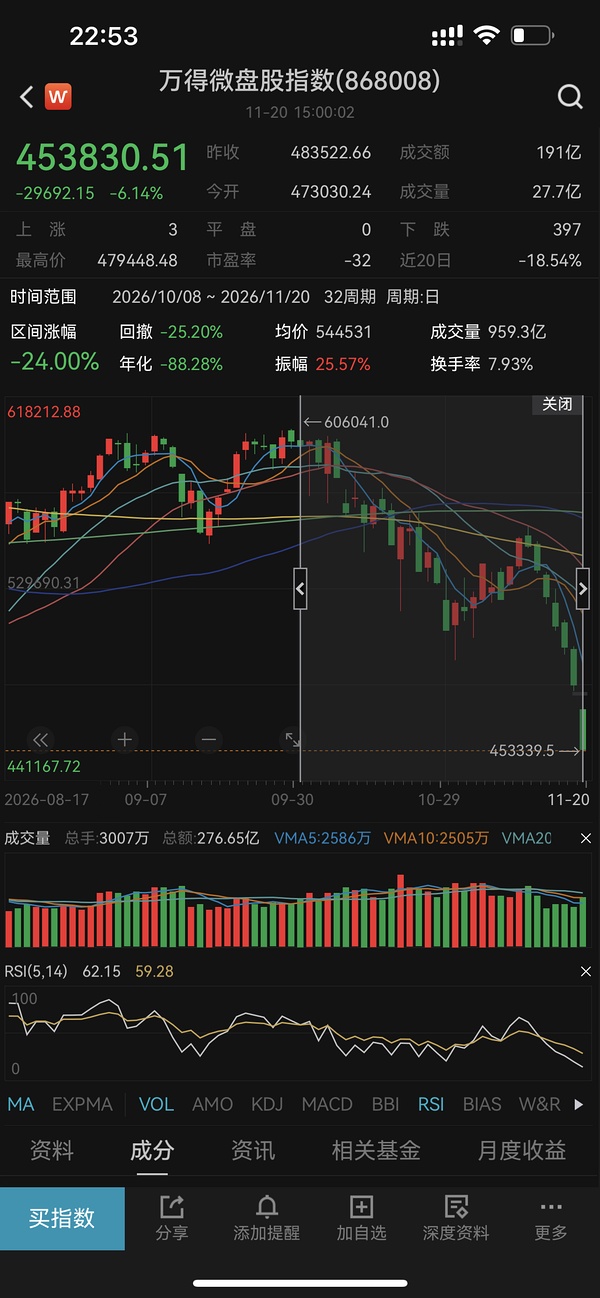 22:53
W 万得微盘股指数(868008)
11-20 15:00:02
453830.51 昨收 483522.66 成交额 191亿
-29692.15 -6.14% 今开 473030.24 成交量 27.7亿
上涨 3 平盘 0 下跌 397
最高价 479448.48 市盈率 -32 近20日 -18.54%
时间范围 2026/10/08 ~ 2026/11/20 32周期 周期:日
区间涨幅 回撤 -25.20% 均价 544531 成交量 959.3亿
-24.00% 年化 -88.28% 振幅 25.57% 换手率 7.93%
关闭
618212.88
606041.0
529690.31
453339.5
441167.72
2026-08-17 09-07 09-30 10-29 11-20
成交量 总手:3007万 总额:276.65亿 VMA5:2586万 VMA10:2505万 VMA20
RSI(5,14) 62.15 59.28
100
0
MA EXPMA VOL AMO KDJ MACD BBI RSI BIAS W&R
资料 成分 资讯 相关基金 月度收益
买指数 分享 添加提醒 加自选 深度资料 更多